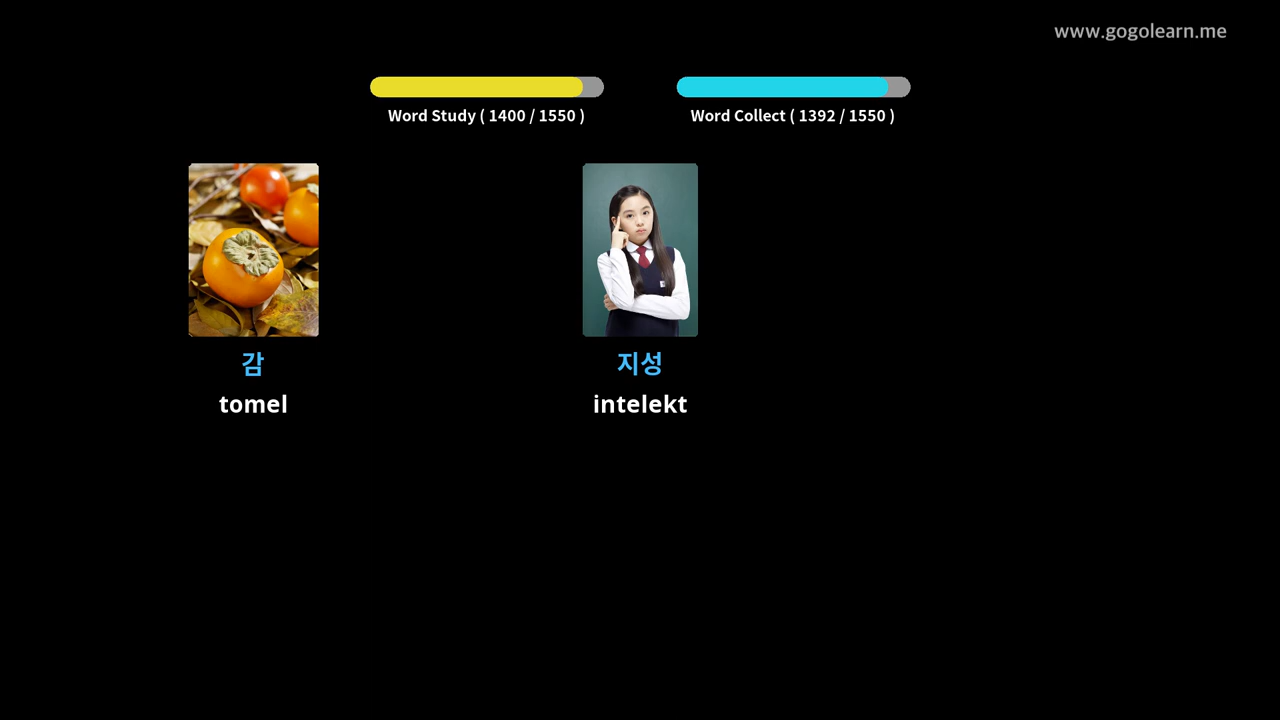 www.gogolearn.me
Word Study ( 1400 / 1550 )
Word Collect ( 1392 / 1550 )
감
tomel
지성
intelekt